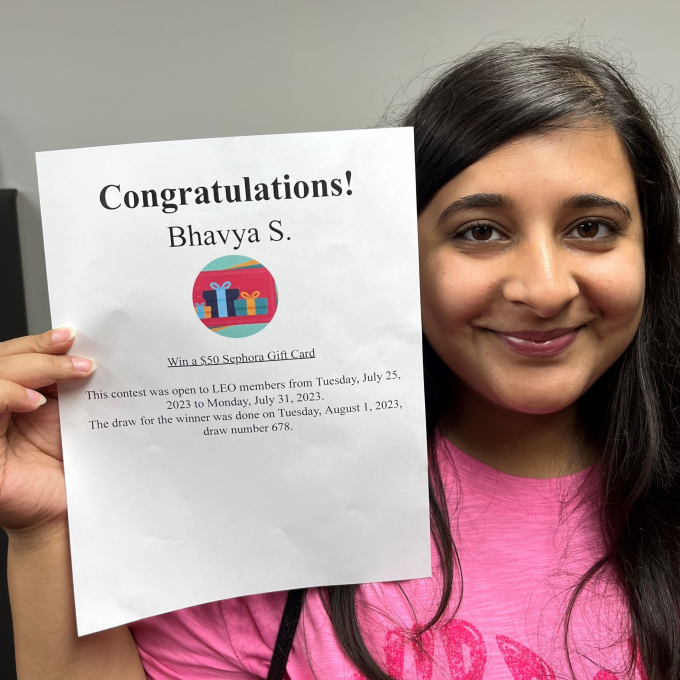 Congratulations!
Bhavya S.
Win a $50 Sephora Gift Card
This contest was open to LEO members from Tuesday, July 25,
2023 to Monday, July 31, 2023.
The draw for the winner was done on Tuesday, August 1, 2023,
draw number 678.